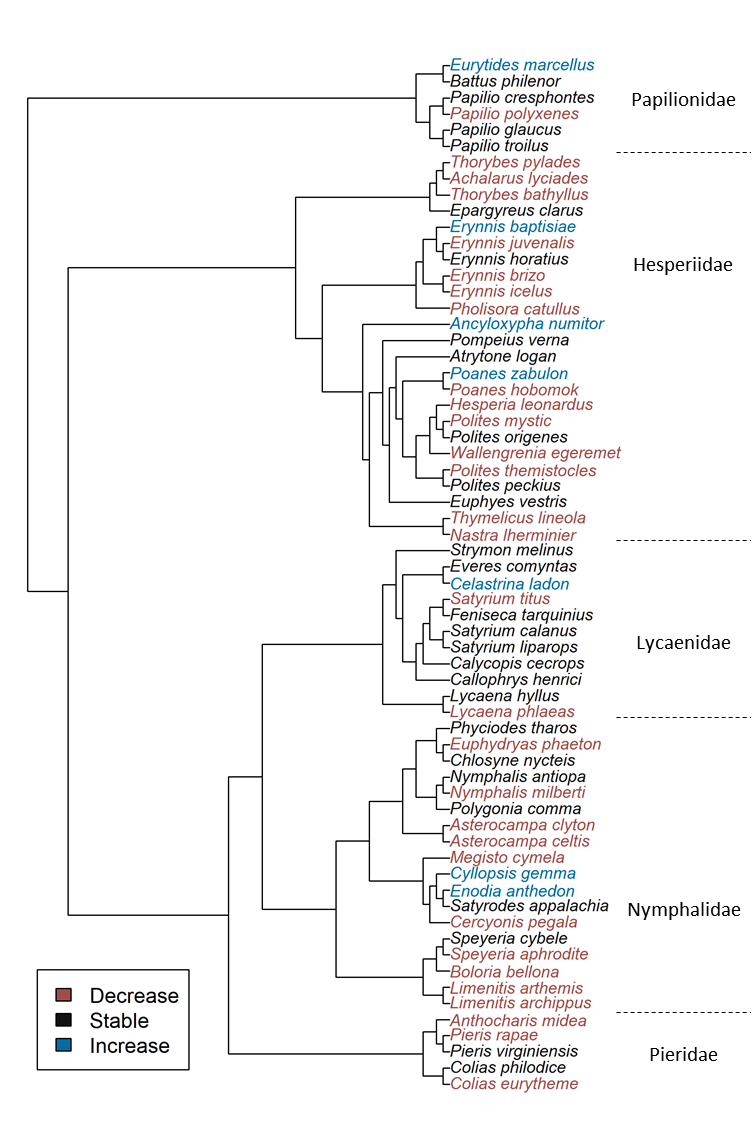 Eurytides marcellus
Battus philenor
Papilio cresphontes
Papilio polyxenes
Papilio glaucus
Papilio troilus
Papilionidae
Thorybes pylades
Achalarus lyciades
Thorybes bathyllus
Epargyreus clarus
Erynnis baptisiae
Erynnis juvenalis
Erynnis horatius
Erynnis brizo
Erynnis icelus
Pholisora catullus
Ancyloxypha numitor
Pompeius verna
Atrytone logan
Poanes zabulon
Poanes hobomok
Hesperia leonardus
Polites mystic
Polites origenes
Wallengrenia egeremet
Polites themistocles
Polites peckius
Euphyes vestris
Thymelicus lineola
Nastra lherminier
Hesperiidae
Strymon melinus
Everes comyntas
Celastrina ladon
Satyrium titus
Feniseca tarquinius
Satyrium calanus
Satyrium liparops
Calycopis cecrops
Callophrys henrici
Lycaena hyllus
Lycaena phlaeas
Lycaenidae
Phyciodes tharos
Euphydryas phaeton
Chlosyne nycteis
Nymphalis antiopa
Nymphalis milberti
Polygonia comma
Asterocampa clyton
Asterocampa celtis
Megisto cymela
Cyllopsis gemma
Enodia anthedon
Satyrodes appalachia
Cercyonis pegala
Speyeria cybele
Speyeria aphrodite
Boloria bellona
Limenitis arthemis
Limenitis archippus
Nymphalidae
Anthocharis midea
Pieris rapae
Pieris virginiensis
Colias philodice
Colias eurytheme
Pieridae
Decrease
Stable
Increase